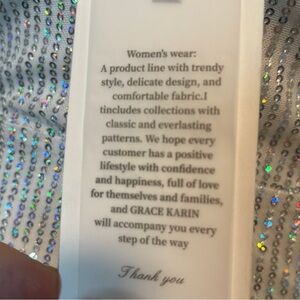 Women's wear:
A product line with trendy
style, delicate design, and
comfortable fabric.I
tincludes collections with
classic and everlasting
patterns. We hope every
customer has a positive
lifestyle with confidence
and happiness, full of love
for themselves and families,
and GRACE KARIN
will accompany you every
step of the way
Thank you